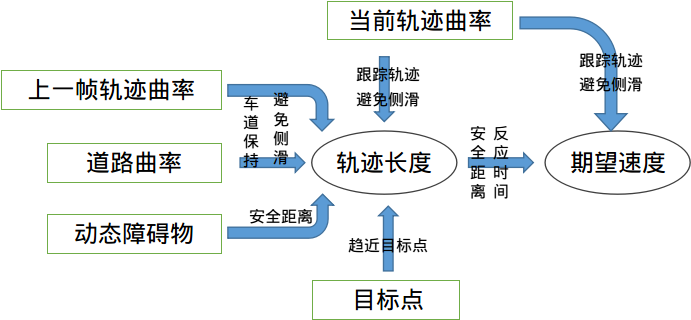 当前轨迹曲率
跟踪轨迹
避免侧滑
跟踪轨迹
避免侧滑
上一帧轨迹曲率
车道保持
避免侧滑
道路曲率
轨迹长度
安全距离
反应时间
期望速度
动态障碍物
安全距离
趋近目标点
目标点